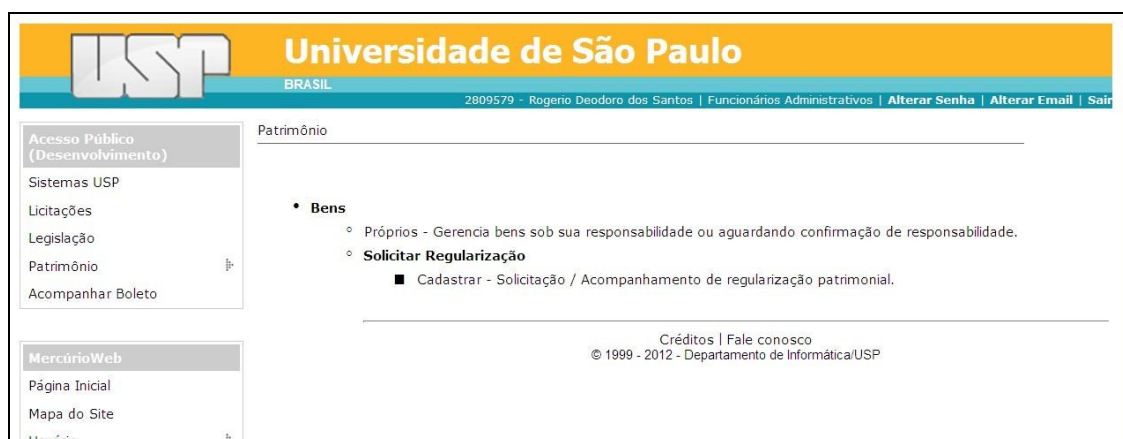 USP
Universidade de São Paulo
BRASIL
2809579 - Rogerio Deodoro dos Santos | Funcionários Administrativos | Alterar Senha | Alterar Email | Sair
Acesso Público
(Desenvolvimento)
Sistemas USP
Licitações
Legislação
Patrimônio
Acompanhar Boleto
MercúrioWeb
Página Inicial
Mapa do Site
Patrimônio
Bens
Próprios - Gerencia bens sob sua responsabilidade ou aguardando confirmação de responsabilidade.
Solicitar Regularização
Cadastrar - Solicitação / Acompanhamento de regularização patrimonial.
Créditos | Fale conosco
© 1999 - 2012 - Departamento de Informática/USP